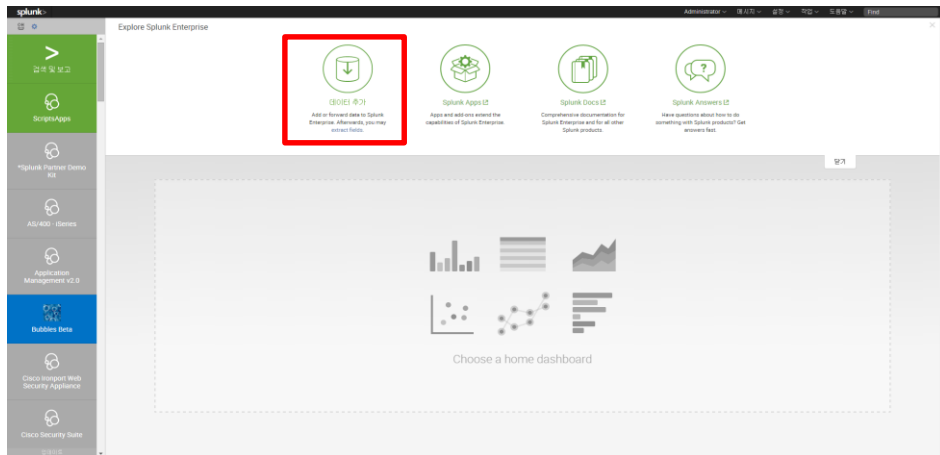 splunk>
Administrator 메시지 설정 작업 도움말 Find
Explore Splunk Enterprise
검색 및 보고
ScriptsApps
*Splunk Partner Demo
Kit
AS/400 - iSeries
Application
Management v2.0
Bubbles Beta
Cisco Ironport Web
Security Appliance
Cisco Security Suite
데이터 추가
Add or forward data to Splunk
Enterprise. Afterwards, you may
extract fields.
Splunk Apps
Apps and add-ons extend the
capabilities of Splunk Enterprise.
Splunk Docs
Comprehensive documentation for
Splunk Enterprise and for all other
Splunk products.
Splunk Answers
Have questions about how to do
something with Splunk products? Get
answers fast.
닫기
Choose a home dashboard